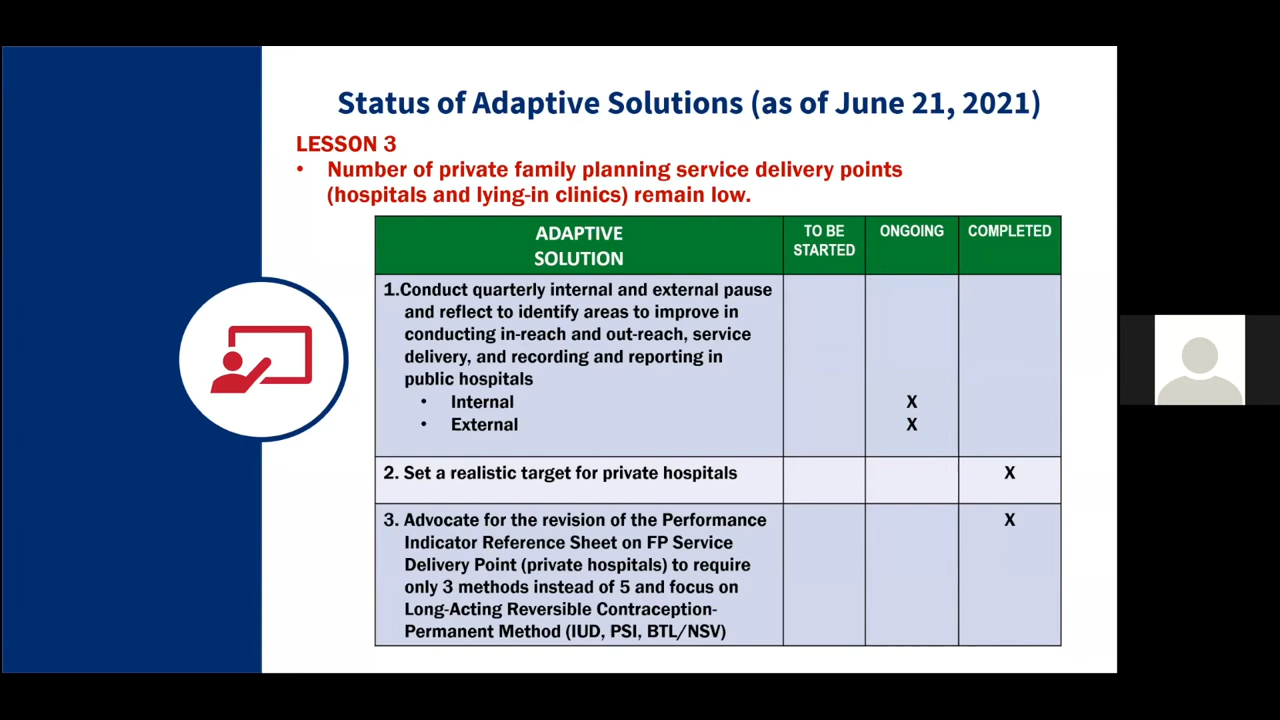 Status of Adaptive Solutions (as of June 21, 2021)
LESSON 3
• Number of private family planning service delivery points
(hospitals and lying-in clinics) remain low.
ADAPTIVE
SOLUTION
TO BE
STARTED
ONGOING
COMPLETED
1.Conduct quarterly internal and external pause
and reflect to identify areas to improve in
conducting in-reach and out-reach, service
delivery, and recording and reporting in
public hospitals
• Internal X
• External X
2. Set a realistic target for private hospitals X
3. Advocate for the revision of the Performance X
Indicator Reference Sheet on FP Service
Delivery Point (private hospitals) to require
only 3 methods instead of 5 and focus on
Long-Acting Reversible Contraception-
Permanent Method (IUD, PSI, BTL/NSV)